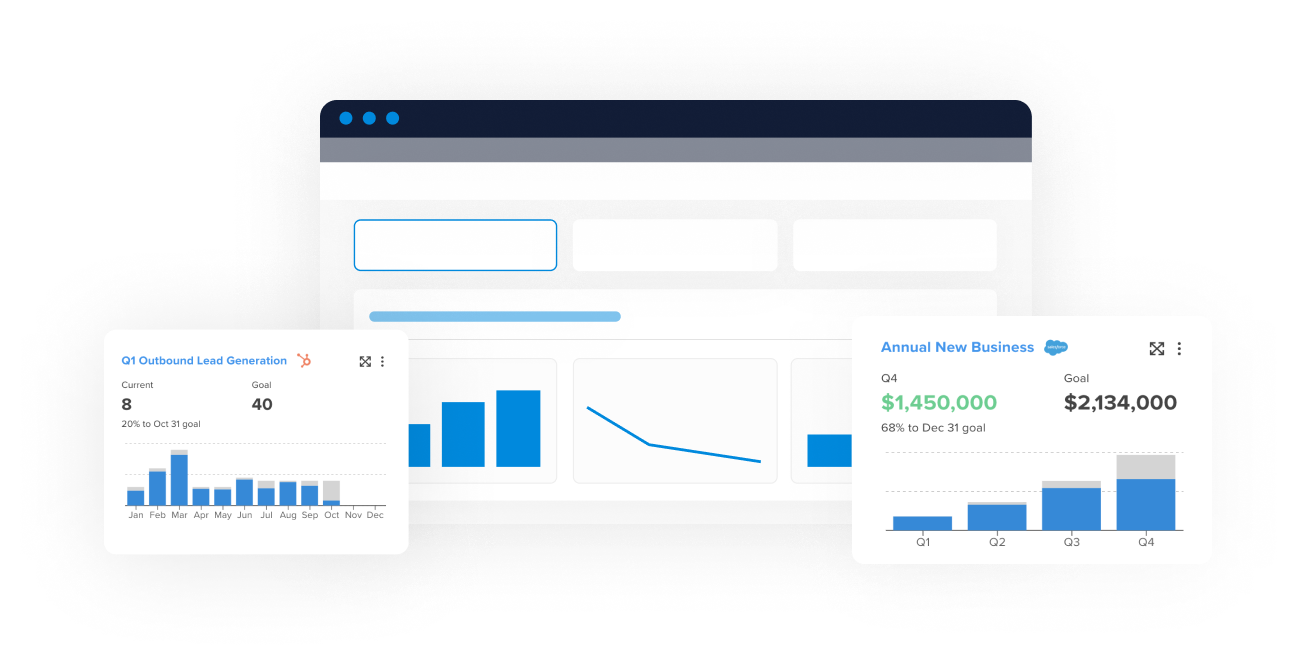 Q1 Outbound Lead Generation
Current
Goal
8
40
20% to Oct 31 goal
Jan Feb Mar Apr May Jun Jul Aug Sep Oct Nov Dec
Annual New Business
salesforce
Q4
Goal
$1,450,000
$2,134,000
68% to Dec 31 goal
Q1 Q2 Q3 Q4